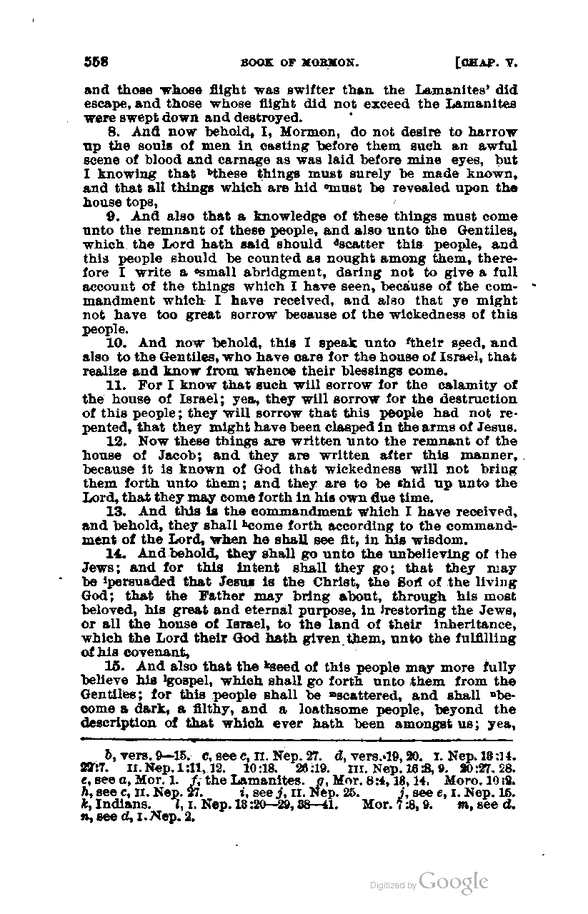 558 BOOK OF MORMON. [CHAP. V.
and those whose flight was swifter than the Lamanites' did
escape, and those whose flight did not exceed the Lamanites
were swept down and destroyed.
8. And now behold, I, Mormon, do not desire to harrow
up the souls of men in casting before them such an awful
scene of blood and carnage as was laid before mine eyes, but
I knowing that ᵇthese things must surely be made known,
and that all things which are hid ᶜmust be revealed upon the
house tops,
9. And also that a knowledge of these things must come
unto the remnant of these people, and also unto the Gentiles,
which the Lord hath said should ᵈscatter this people, and
this people should be counted as nought among them, there-
fore I write a ᵉsmall abridgment, daring not to give a full
account of the things which I have seen, because of the com-
mandment which I have received, and also that ye might
not have too great sorrow because of the wickedness of this
people.
10. And now behold, this I speak unto ᶠtheir seed, and
also to the Gentiles, who have care for the house of Israel, that
realize and know from whence their blessings come.
11. For I know that such will sorrow for the calamity of
the house of Israel; yea, they will sorrow for the destruction
of this people; they will sorrow that this people had not re-
pented, that they might have been clasped in the arms of Jesus.
12. Now these things are written unto the remnant of the
house of Jacob; and they are written after this manner,
because it is known of God that wickedness will not bring
them forth unto them; and they are to be ᵍhid up unto the
Lord, that they may come forth in his own due time.
13. And this is the commandment which I have received,
and behold, they shall ʰcome forth according to the command-
ment of the Lord, when he shall see fit, in his wisdom.
14. And behold, they shall go unto the unbelieving of the
Jews; and for this intent shall they go; that they may
be ⁱpersuaded that Jesus is the Christ, the Son of the living
God; that the Father may bring about, through his most
beloved, his great and eternal purpose, in ʲrestoring the Jews,
or all the house of Israel, to the land of their inheritance,
which the Lord their God hath given them, unto the fulfilling
of his covenant,
15. And also that the ᵏseed of this people may more fully
believe his ˡgospel, which shall go forth unto them from the
Gentiles; for this people shall be ᵐscattered, and shall ⁿbe-
come a dark, a filthy, and a loathsome people, beyond the
description of that which ever hath been amongst us; yea,
b, vers. 9—15. c, see c, II. Nep. 27. d, vers. 19, 20. I. Nep. 13:14.
22:7. II. Nep. 1:11, 12. 10:18. 26:19. III. Nep. 16:8, 9. 20:27. 28.
e, see a, Mor. 1. f, the Lamanites. g, Mor. 8:4, 13, 14. Moro. 10:2.
h, see c, II. Nep. 27. i, see j, II. Nep. 25. j, see e, I. Nep. 15.
k, Indians. l, I. Nep. 13:20—29, 38—41. Mor. 7:8, 9. m, see d.
n, see d, I. Nep. 2.
Digitized by Google